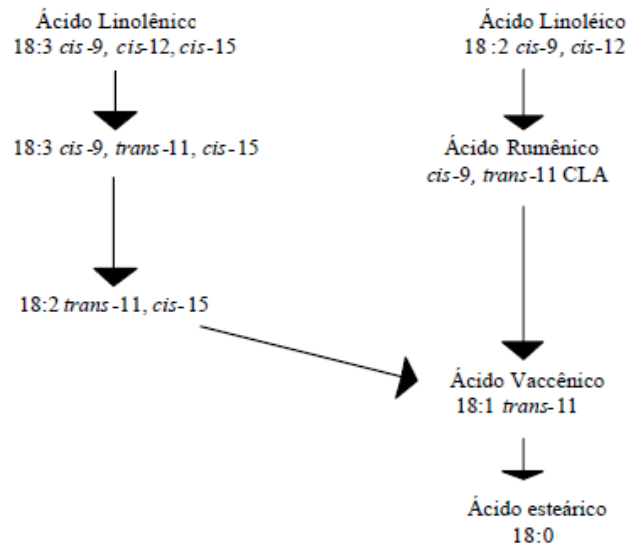 Ácido Linolênico
18:3 cis-9, cis-12, cis-15
18:3 cis-9, trans-11, cis-15
18:2 trans-11, cis-15
Ácido Linoléico
18:2 cis-9, cis-12
Ácido Rumênico
cis-9, trans-11 CLA
Ácido Vaccênico
18:1 trans-11
Ácido esteárico
18:0